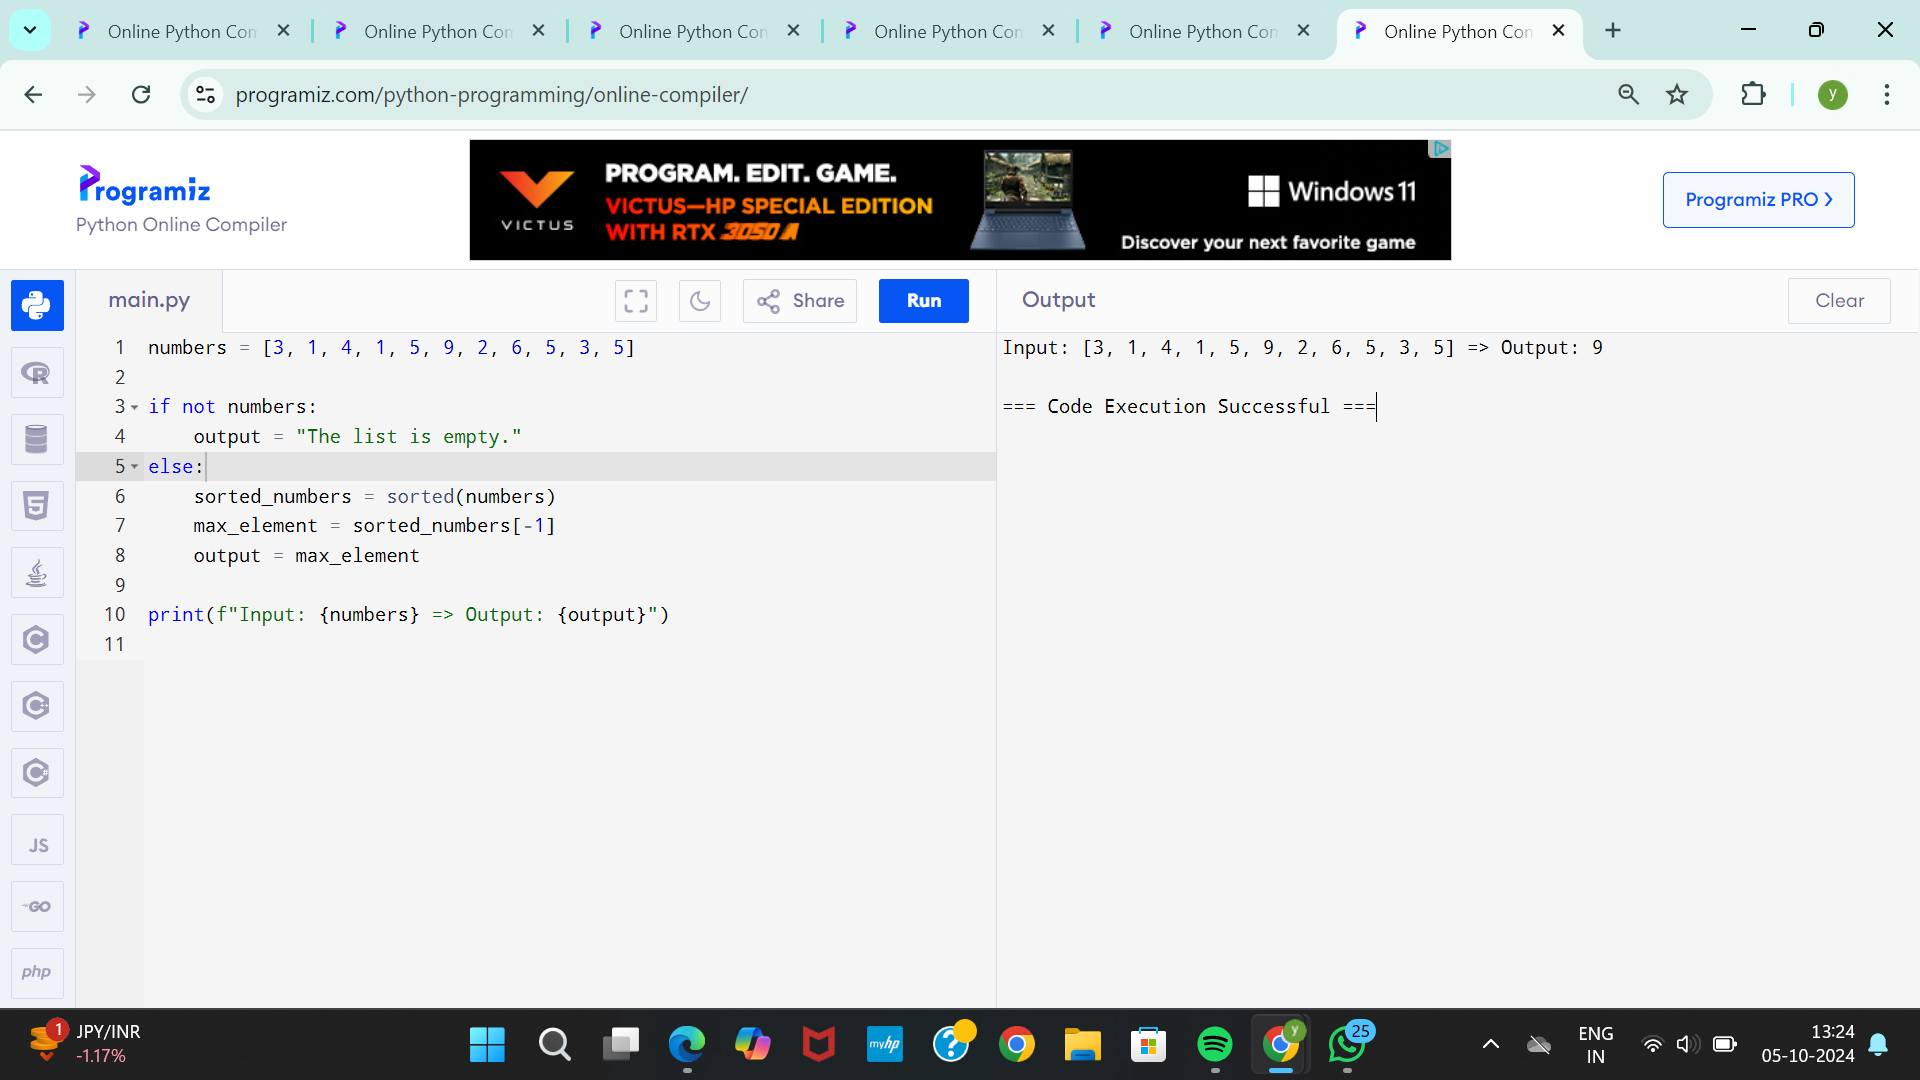 Online Python Con
Online Python Con
Online Python Con
Online Python Con
Online Python Con
Online Python Con
programiz.com/python-programming/online-compiler/
y
Programiz
Python Online Compiler
VICTUS
PROGRAM. EDIT. GAME.
VICTUS—HP SPECIAL EDITION
WITH RTX 3050 A
Windows 11
Discover your next favorite game
Programiz PRO ❯
main.py
Share
Run
Output
Clear
1 numbers = [3, 1, 4, 1, 5, 9, 2, 6, 5, 3, 5]
2
3 if not numbers:
4 output = "The list is empty."
5 else:
6 sorted_numbers = sorted(numbers)
7 max_element = sorted_numbers[-1]
8 output = max_element
9
10 print(f"Input: {numbers} => Output: {output}")
11
Input: [3, 1, 4, 1, 5, 9, 2, 6, 5, 3, 5] => Output: 9
=== Code Execution Successful ===
R
5
C
C
C#
JS
GO
php
1
JPY/INR
-1.17%
myhp
?
y
25
ENG
IN
13:24
05-10-2024